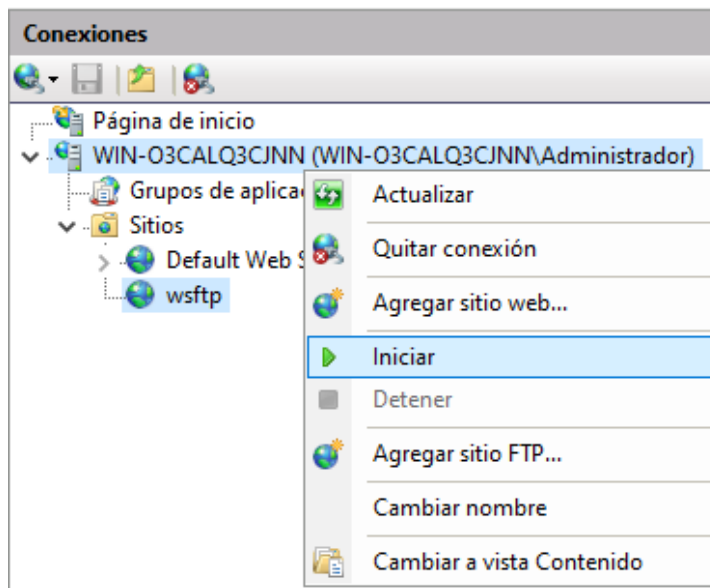 Conexiones
Página de inicio
WIN-O3CALQ3CJNN (WIN-O3CALQ3CJNN\Administrador)
Grupos de aplica
Sitios
Default Web S
wsftp
Actualizar
Quitar conexión
Agregar sitio web...
Iniciar
Detener
Agregar sitio FTP...
Cambiar nombre
Cambiar a vista Contenido